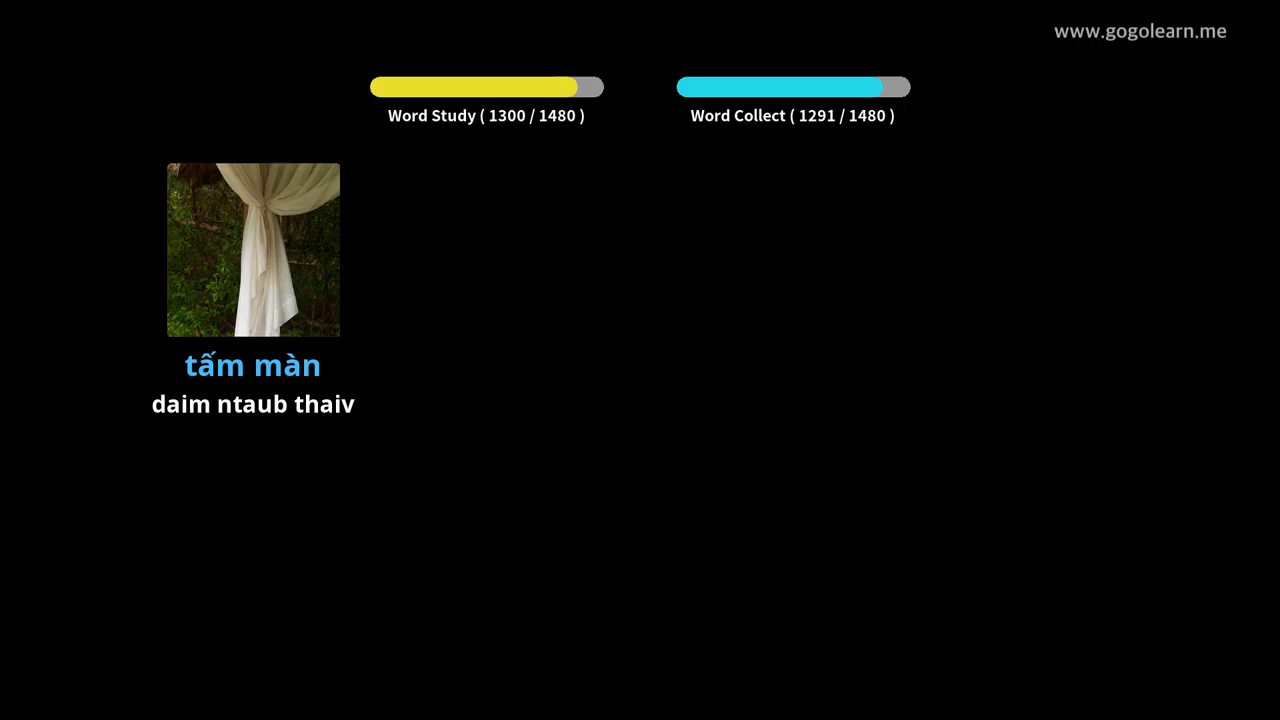 www.gogolearn.me
Word Study ( 1300 / 1480 )
Word Collect ( 1291 / 1480 )
tấm màn
daim ntaub thaiv